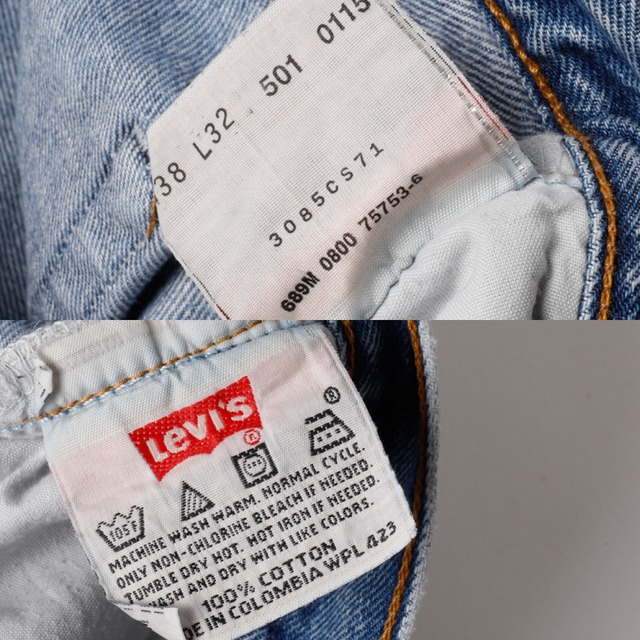 38 L32 501 0115
3085CS71
689M 0800 75753-6
LEVI'S
®
®
105F
MACHINE WASH WARM. NORMAL CYCLE.
ONLY NON-CHLORINE BLEACH IF NEEDED.
TUMBLE DRY HOT. HOT IRON IF NEEDED.
WASH AND DRY WITH LIKE COLORS.
100% COTTON
DE IN COLOMBIA WPL 423